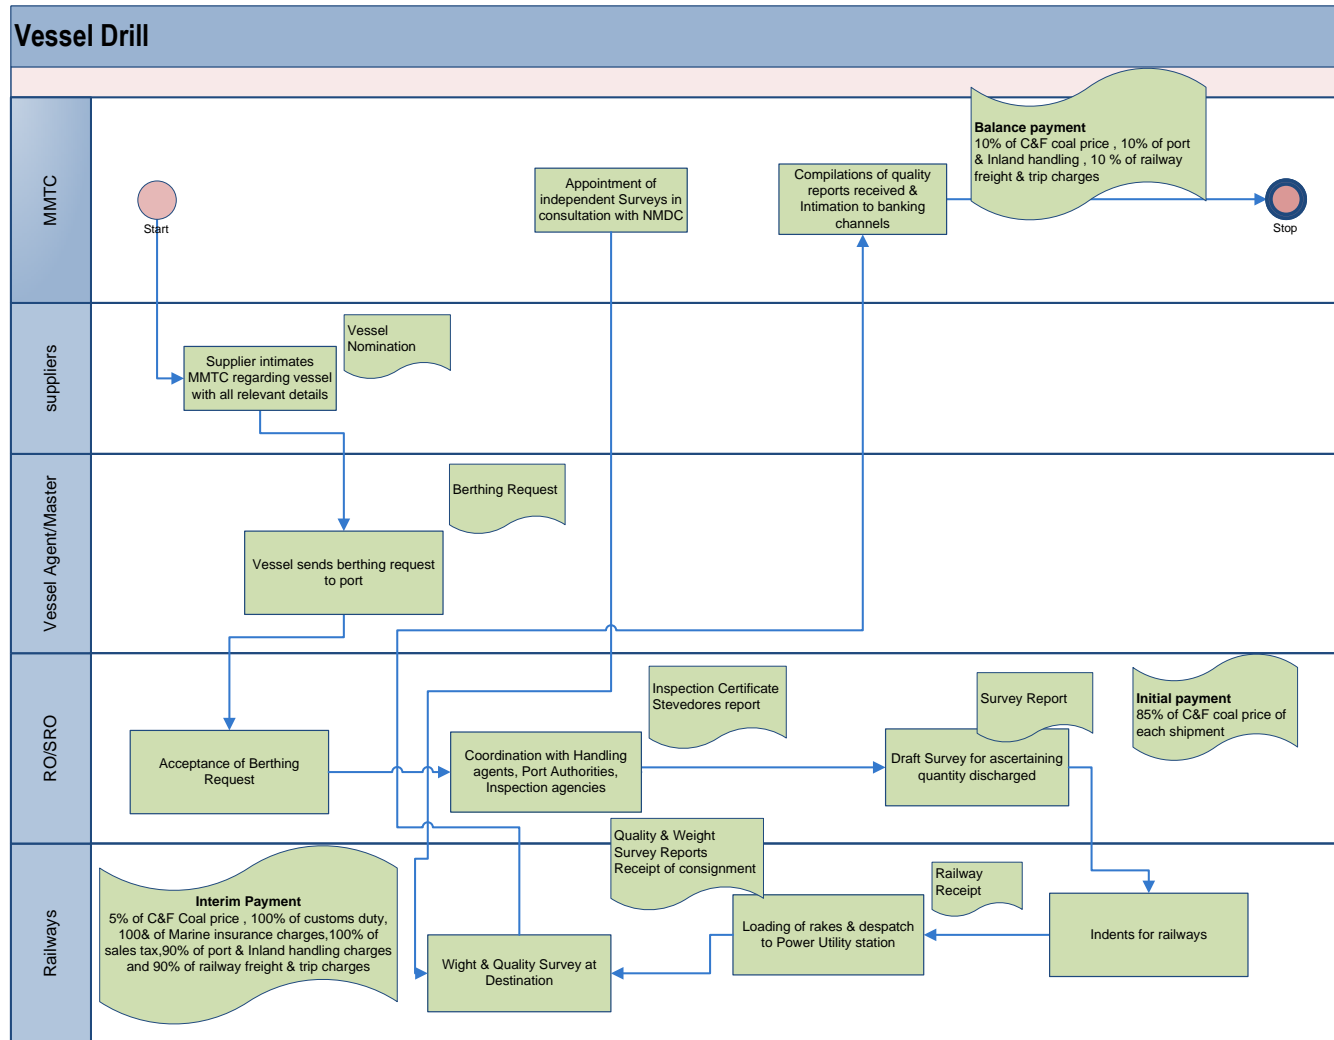 Vessel Drill
MMTC
Start
Appointment of
independent Surveys in
consultation with NMDC
Compilations of quality
reports received &
Intimation to banking
channels
Balance payment
10% of C&F coal price , 10% of port
& Inland handling , 10 % of railway
freight & trip charges
Stop
suppliers
Supplier intimates
MMTC regarding vessel
with all relevant details
Vessel
Nomination
Vessel Agent/Master
Berthing Request
Vessel sends berthing request
to port
RO/SRO
Acceptance of Berthing
Request
Coordination with Handling
agents, Port Authorities,
Inspection agencies
Inspection Certificate
Stevedores report
Survey Report
Draft Survey for ascertaining
quantity discharged
Initial payment
85% of C&F coal price of
each shipment
Railways
Interim Payment
5% of C&F Coal price , 100% of customs duty,
100& of Marine insurance charges,100% of
sales tax,90% of port & Inland handling charges
and 90% of railway freight & trip charges
Wight & Quality Survey at
Destination
Quality & Weight
Survey Reports
Receipt of consignment
Loading of rakes & despatch
to Power Utility station
Railway
Receipt
Indents for railways